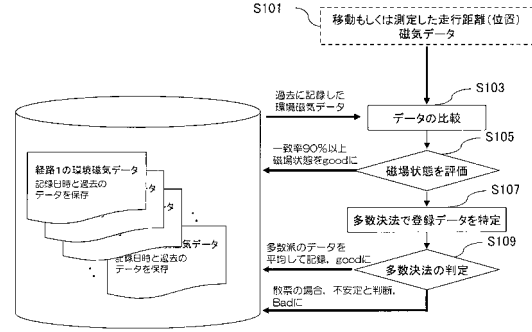 S101
移動もしくは測定した走行距離(位置)
磁気データ
過去に記録した
環境磁気データ
S103
データの比較
S105
一致率90%以上
磁場状態をgoodに
磁場状態を評価
経路1の環境磁気データ
記録日時と過去の
データを保存
タ
タ
気データ
記録日時と過去の
データを保存
S107
多数決法で登録データを特定
S109
多数派のデータを
平均して記録, goodに
多数決法の判定
散票の場合、不安定と判断,
Badに